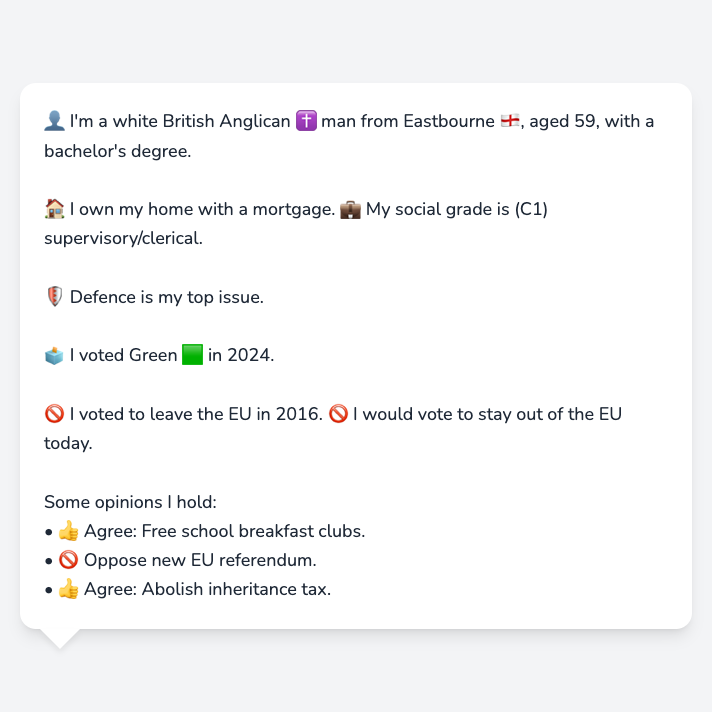 👤 I'm a white British Anglican ✝️ man from Eastbourne 🏴󠁧󠁢󠁥󠁮󠁧󠁿, aged 59, with a
bachelor's degree.
🏠 I own my home with a mortgage. 💼 My social grade is (C1)
supervisory/clerical.
🛡️ Defence is my top issue.
🗳️ I voted Green 🟩 in 2024.
🚫 I voted to leave the EU in 2016. 🚫 I would vote to stay out of the EU
today.
Some opinions I hold:
• 👍 Agree: Free school breakfast clubs.
• 🚫 Oppose new EU referendum.
• 👍 Agree: Abolish inheritance tax.